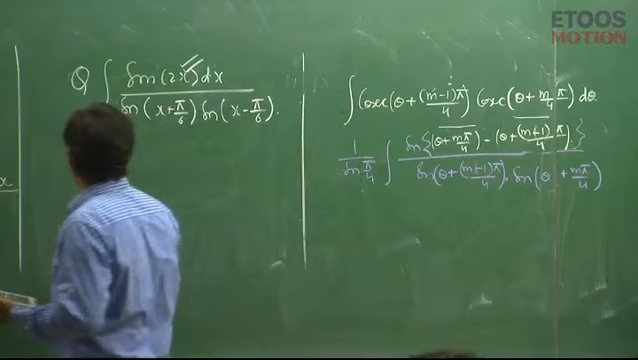 ETOOS
MOTION
x
Q ∫ sin(2x)dx / sin(x+π/6) sin(x-π/6).
∫ cosec(θ + (m-1)π/4) cosec(θ + mπ/4) dθ
1/sin π/4 ∫ sin{(θ + mπ/4) - (θ + (m-1)π/4)} / sin(θ + (m-1)π/4) · sin(θ + mπ/4)